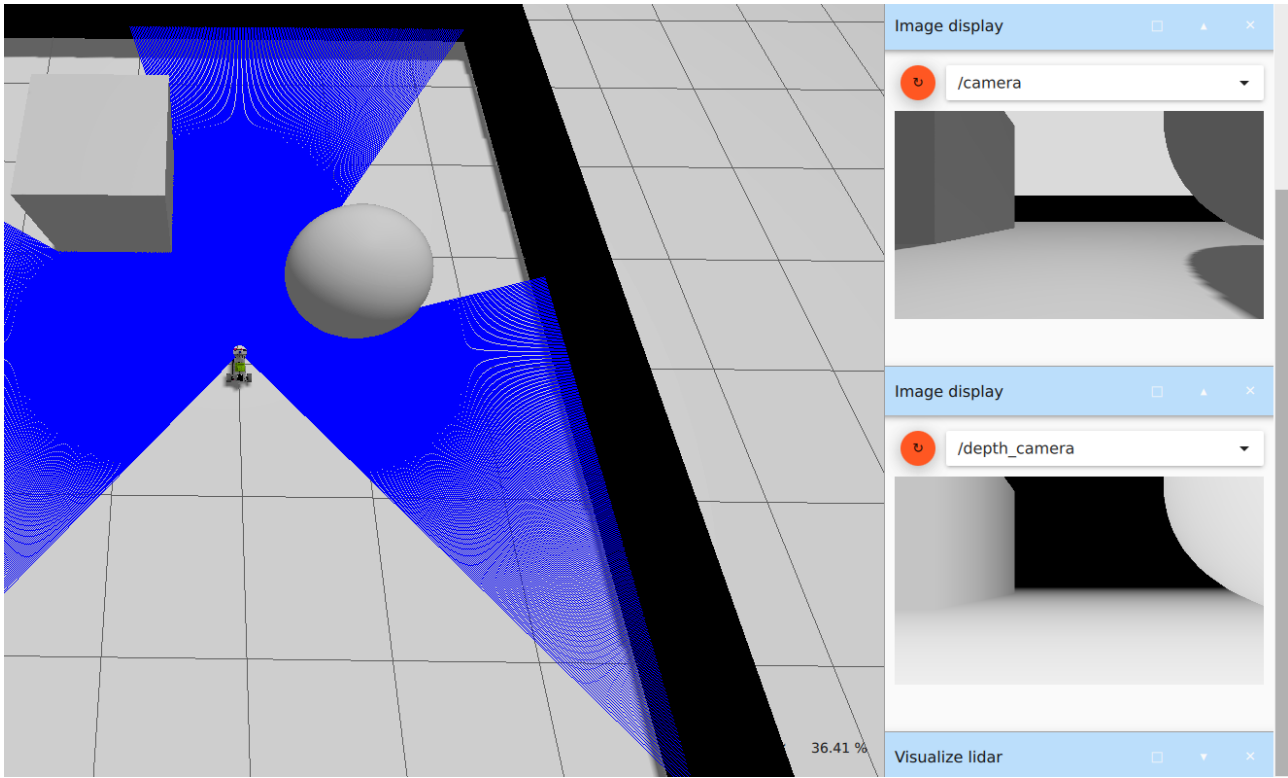 Image display
/camera
Image display
/depth_camera
36.41 %
Visualize lidar